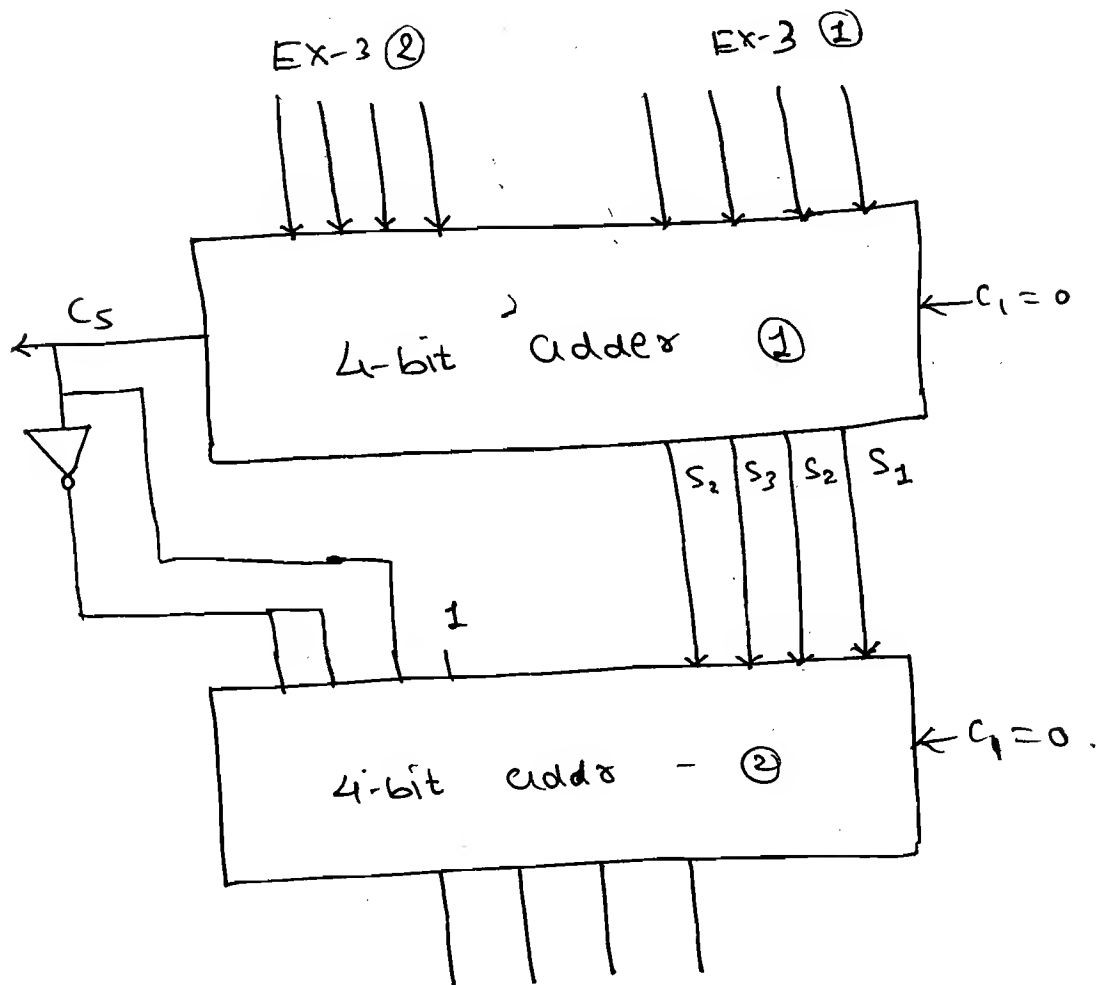 EX-3 ②
EX-3 ①
C5
4-bit adder ①
C1 = 0
S2 S3 S2 S1
1
4-bit addr - ②
C1 = 0.